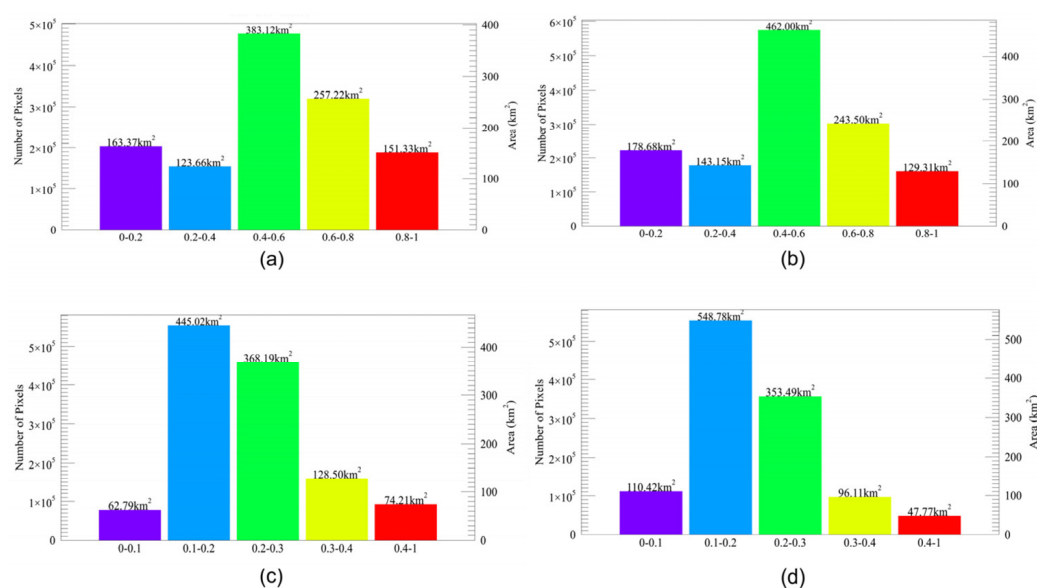 5×10⁵
4×10⁵
3×10⁵
2×10⁵
1×10⁵
0
Number of Pixels
163.37km²
123.66km²
383.12km²
257.22km²
151.33km²
400
300
200
100
0
Area (km²)
0-0.2 0.2-0.4 0.4-0.6 0.6-0.8 0.8-1
(a)
6×10⁵
5×10⁵
4×10⁵
3×10⁵
2×10⁵
1×10⁵
0
Number of Pixels
178.68km²
143.15km²
462.00km²
243.50km²
129.31km²
400
300
200
100
0
Area (km²)
0-0.2 0.2-0.4 0.4-0.6 0.6-0.8 0.8-1
(b)
5×10⁵
4×10⁵
3×10⁵
2×10⁵
1×10⁵
0
Number of Pixels
62.79km²
445.02km²
368.19km²
128.50km²
74.21km²
400
300
200
100
0
Area (km²)
0-0.1 0.1-0.2 0.2-0.3 0.3-0.4 0.4-1
(c)
5×10⁵
4×10⁵
3×10⁵
2×10⁵
1×10⁵
0
Number of Pixels
110.42km²
548.78km²
353.49km²
96.11km²
47.77km²
500
400
300
200
100
0
Area (km²)
0-0.1 0.1-0.2 0.2-0.3 0.3-0.4 0.4-1
(d)